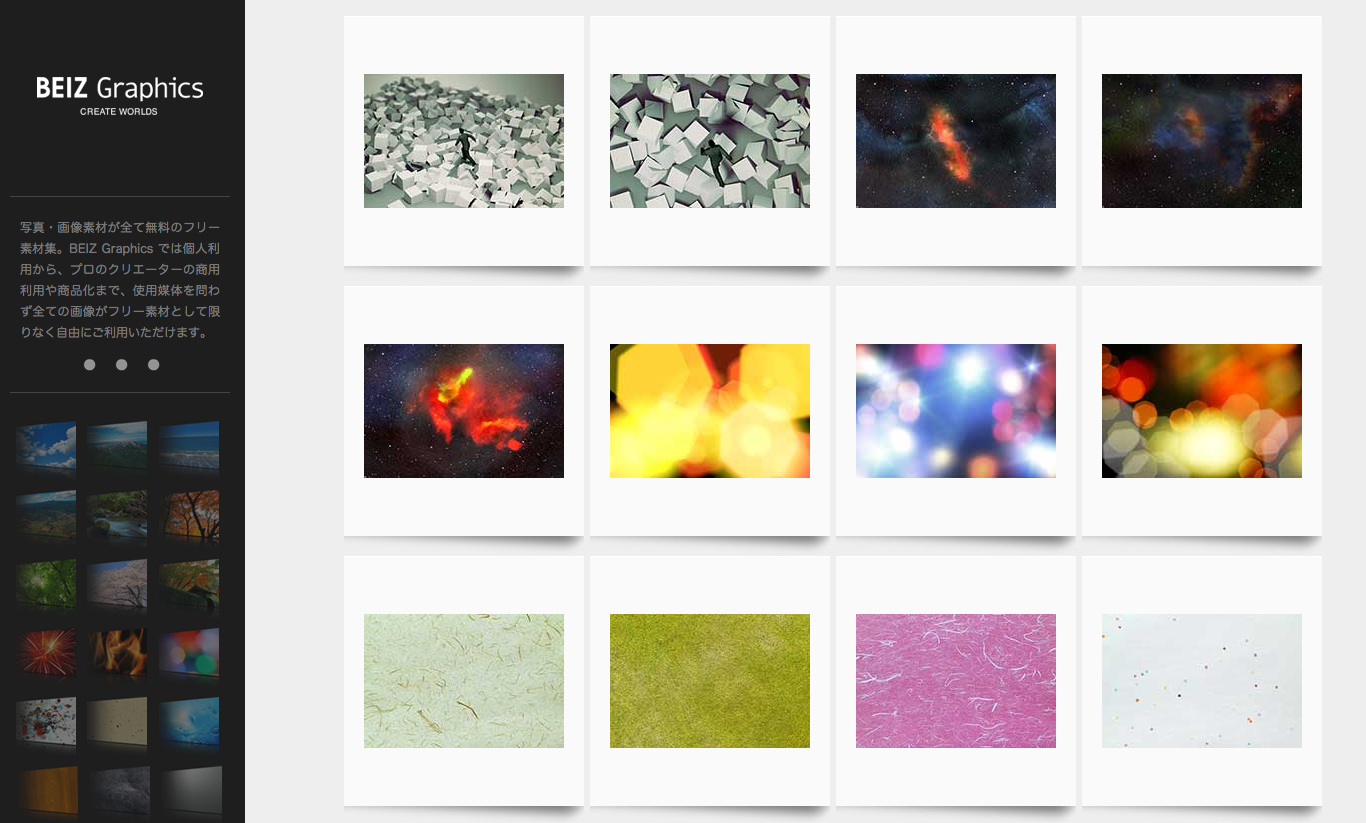 BEIZ Graphics
CREATE WORLDS
写真・画像素材が全て無料のフリー
素材集。BEIZ Graphics では個人利
用から、プロのクリエーターの商用
利用や商品化まで、使用媒体を問わ
ず全ての画像がフリー素材として限
りなく自由にご利用いただけます。